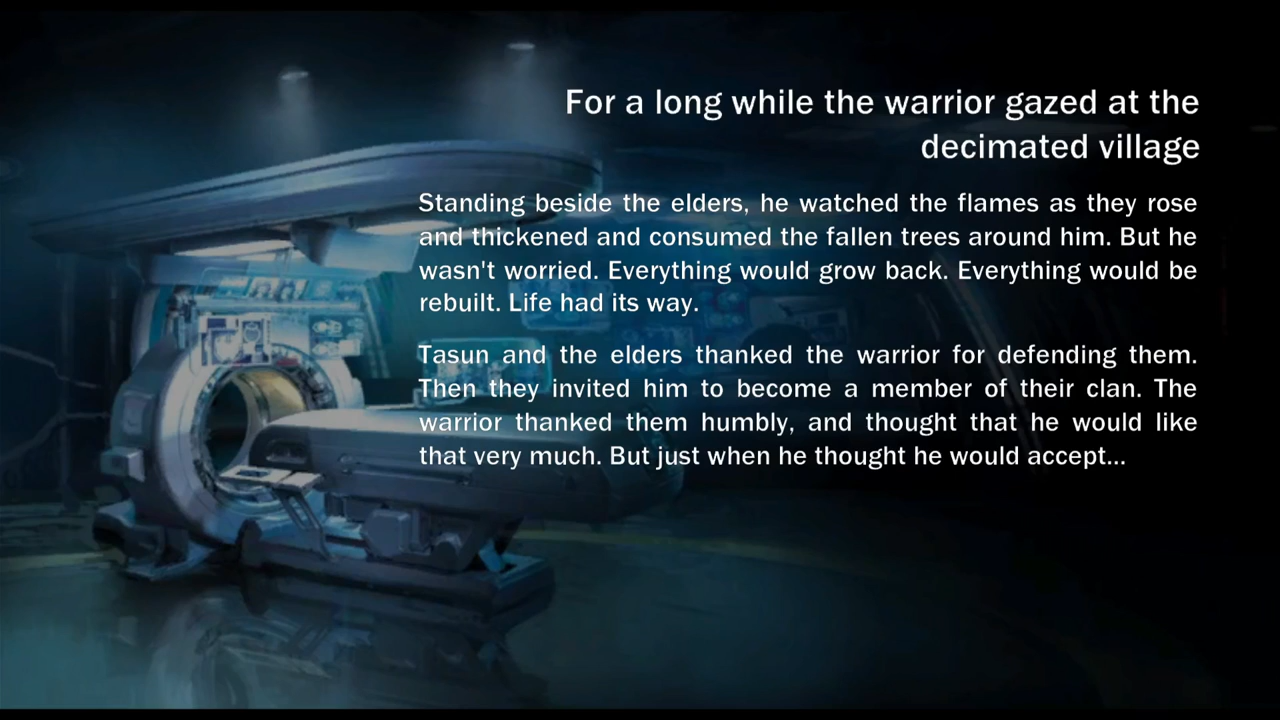 For a long while the warrior gazed at the
decimated village
Standing beside the elders, he watched the flames as they rose
and thickened and consumed the fallen trees around him. But he
wasn't worried. Everything would grow back. Everything would be
rebuilt. Life had its way.
Tasun and the elders thanked the warrior for defending them.
Then they invited him to become a member of their clan. The
warrior thanked them humbly, and thought that he would like
that very much. But just when he thought he would accept...